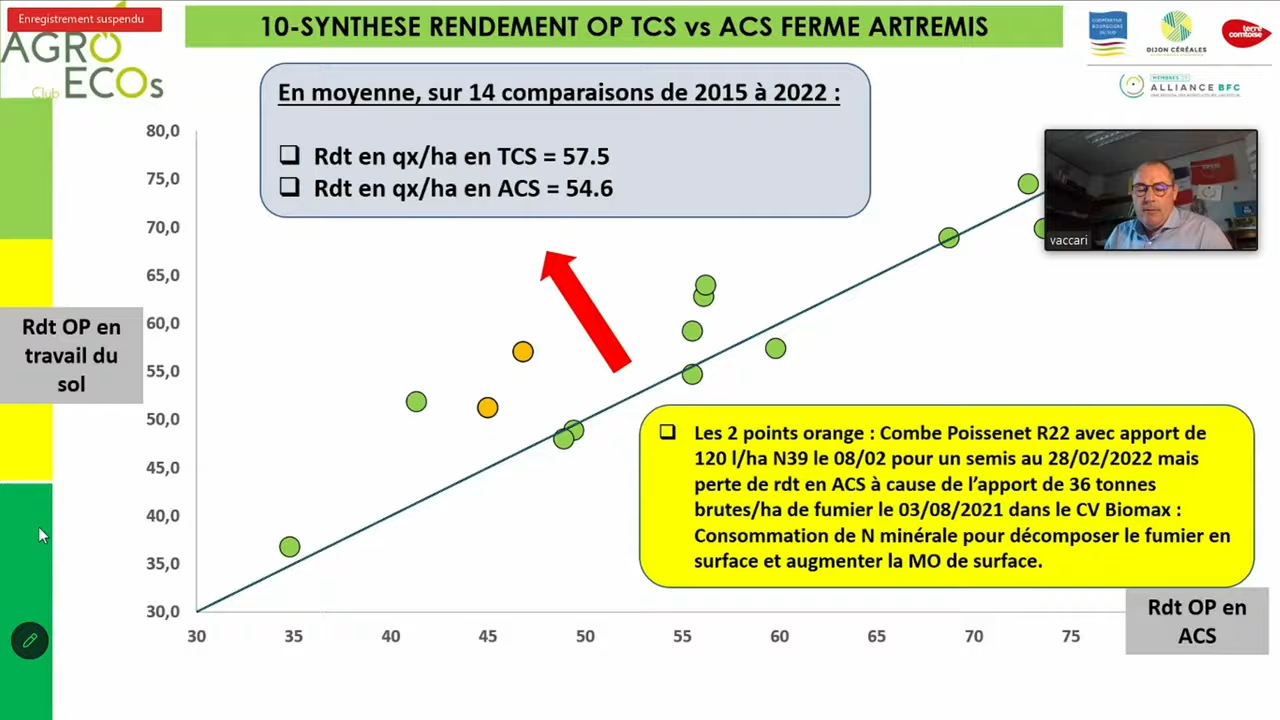 Enregistrement suspendu
AGRO
Club ECOs
10-SYNTHESE RENDEMENT OP TCS vs ACS FERME ARTREMIS
COOPÉRATIVE
BOURGOGNE
DU SUD
DIJON CÉRÉALES
terre
comtoise
MEMBRES DE
ALLIANCE BFC
En moyenne, sur 14 comparaisons de 2015 à 2022 :
❑ Rdt en qx/ha en TCS = 57.5
❑ Rdt en qx/ha en ACS = 54.6
vaccari
80,0
75,0
70,0
65,0
60,0
55,0
50,0
45,0
40,0
35,0
30,0
Rdt OP en
travail du
sol
❑ Les 2 points orange : Combe Poissenet R22 avec apport de
120 l/ha N39 le 08/02 pour un semis au 28/02/2022 mais
perte de rdt en ACS à cause de l’apport de 36 tonnes
brutes/ha de fumier le 03/08/2021 dans le CV Biomax :
Consommation de N minérale pour décomposer le fumier en
surface et augmenter la MO de surface.
30 35 40 45 50 55 60 65 70 75
Rdt OP en
ACS